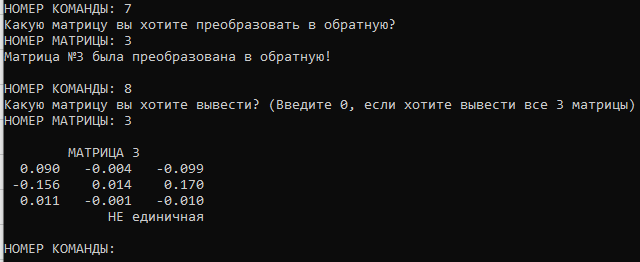 НОМЕР КОМАНДЫ: 7
Какую матрицу вы хотите преобразовать в обратную?
НОМЕР МАТРИЦЫ: 3
Матрица №3 была преобразована в обратную!
НОМЕР КОМАНДЫ: 8
Какую матрицу вы хотите вывести? (Введите 0, если хотите вывести все 3 матрицы)
НОМЕР МАТРИЦЫ: 3
МАТРИЦА 3
0.090 -0.004 -0.099
-0.156 0.014 0.170
0.011 -0.001 -0.010
НЕ единичная
НОМЕР КОМАНДЫ: